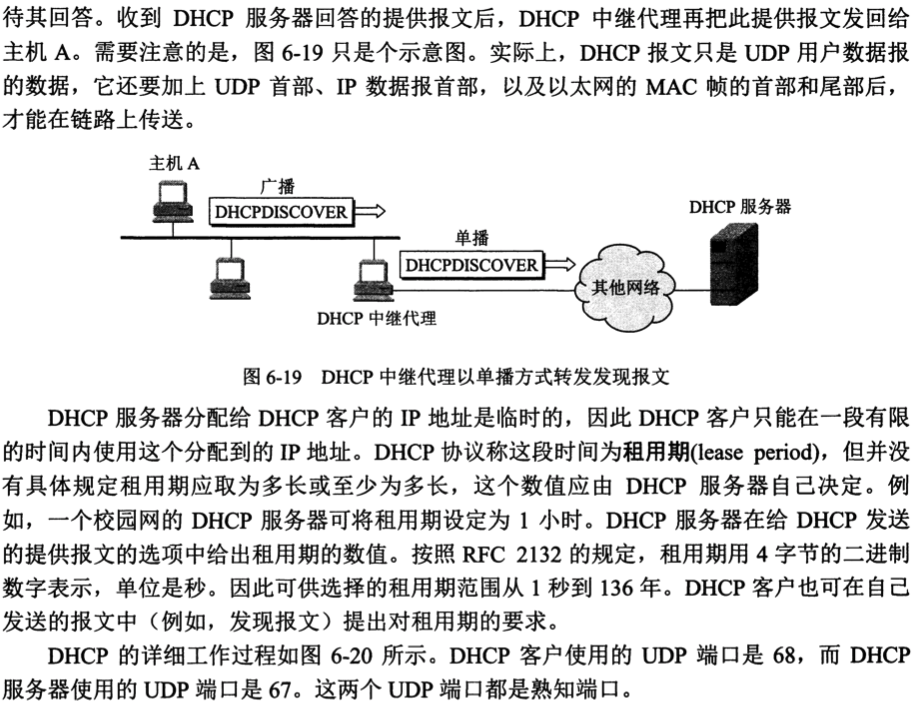 待其回答。收到 DHCP 服务器回答的提供报文后，DHCP 中继代理再把此提供报文发回给
主机 A。需要注意的是，图 6-19 只是个示意图。实际上，DHCP 报文只是 UDP 用户数据报
的数据，它还要加上 UDP 首部、IP 数据报首部，以及以太网的 MAC 帧的首部和尾部后，
才能在链路上传送。
主机 A
广播
DHCPDISCOVER
DHCP 服务器
单播
DHCPDISCOVER
其他网络
DHCP 中继代理
图 6-19 DHCP 中继代理以单播方式转发发现报文
DHCP 服务器分配给 DHCP 客户的 IP 地址是临时的，因此 DHCP 客户只能在一段有限
的时间内使用这个分配到的 IP 地址。DHCP 协议称这段时间为租用期(lease period)，但并没
有具体规定租用期应取为多长或至少为多长，这个数值应由 DHCP 服务器自己决定。例
如，一个校园网的 DHCP 服务器可将租用期设定为 1 小时。DHCP 服务器在给 DHCP 发送
的提供报文的选项中给出租用期的数值。按照 RFC 2132 的规定，租用期用 4 字节的二进制
数字表示，单位是秒。因此可供选择的租用期范围从 1 秒到 136 年。DHCP 客户也可在自己
发送的报文中（例如，发现报文）提出对租用期的要求。
DHCP 的详细工作过程如图 6-20 所示。DHCP 客户使用的 UDP 端口是 68，而 DHCP
服务器使用的 UDP 端口是 67。这两个 UDP 端口都是熟知端口。